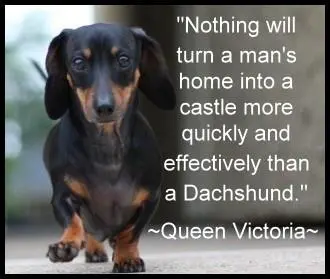 "Nothing will
turn a man's
home into a
castle more
quickly and
effectively than
a Dachshund."
~Queen Victoria~